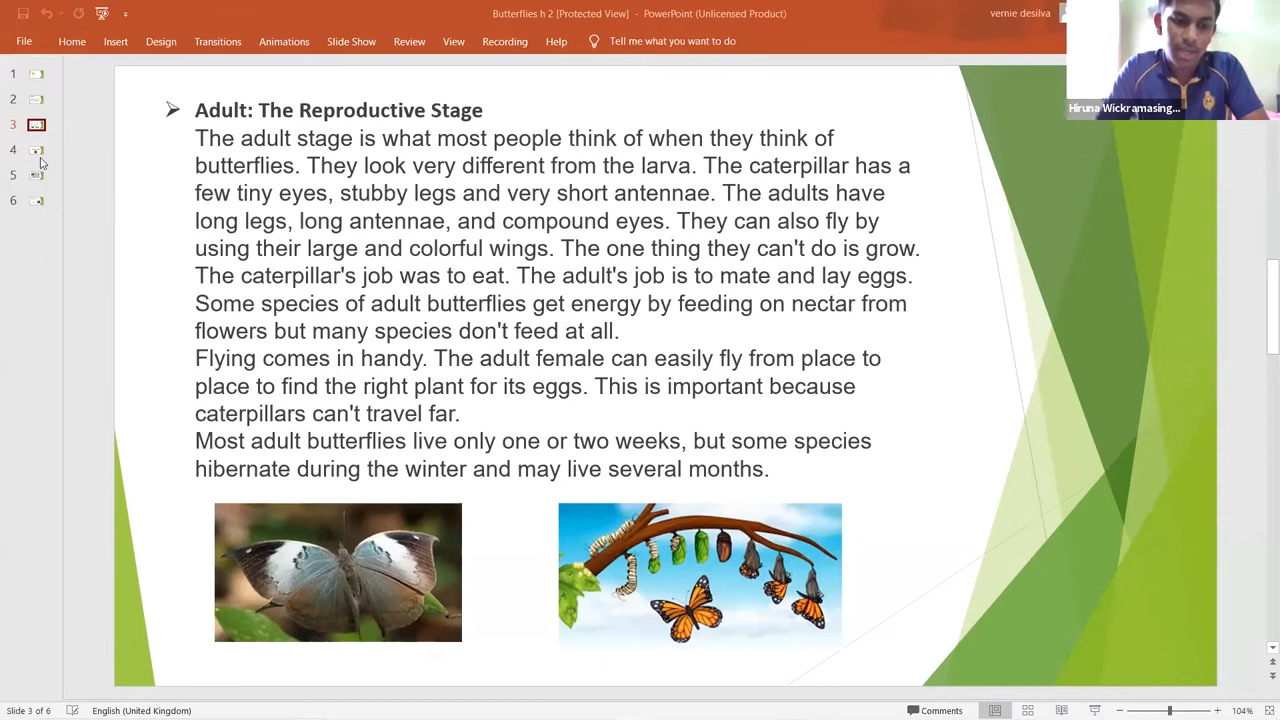 Butterflies h 2 [Protected View] - PowerPoint (Unlicensed Product)
vernie desilva
File Home Insert Design Transitions Animations Slide Show Review View Recording Help Tell me what you want to do
Hiruna Wickramasing...
1
2
3
4
5
6
Adult: The Reproductive Stage
The adult stage is what most people think of when they think of
butterflies. They look very different from the larva. The caterpillar has a
few tiny eyes, stubby legs and very short antennae. The adults have
long legs, long antennae, and compound eyes. They can also fly by
using their large and colorful wings. The one thing they can't do is grow.
The caterpillar's job was to eat. The adult's job is to mate and lay eggs.
Some species of adult butterflies get energy by feeding on nectar from
flowers but many species don't feed at all.
Flying comes in handy. The adult female can easily fly from place to
place to find the right plant for its eggs. This is important because
caterpillars can't travel far.
Most adult butterflies live only one or two weeks, but some species
hibernate during the winter and may live several months.
Slide 3 of 6 English (United Kingdom) Comments 104%